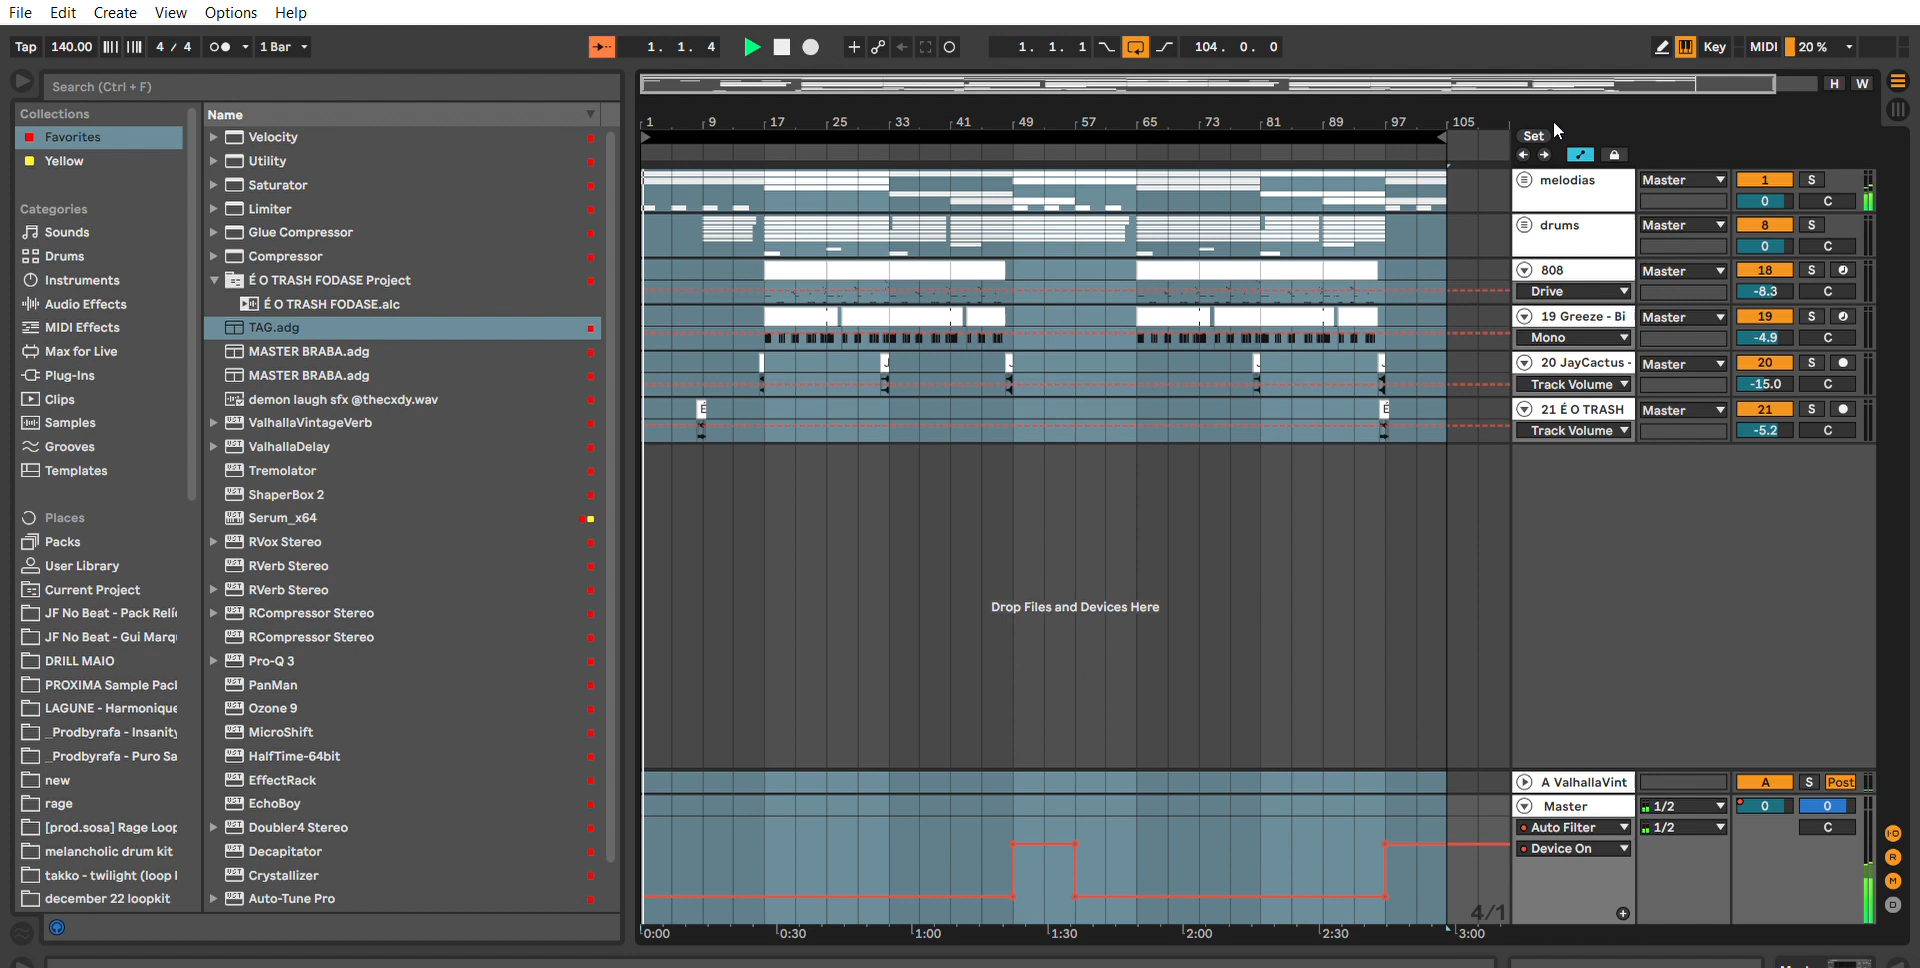 File Edit Create View Options Help
Tap 140.00 4 / 4 1 Bar 1. 1. 4 1. 1. 1 104. 0. 0 Key MIDI 20 %
Search (Ctrl + F) H W
Collections Name
Favorites Velocity
Yellow Utility
Saturator
Categories Limiter
Sounds Glue Compressor
Drums Compressor
Instruments É O TRASH FODASE Project
Audio Effects É O TRASH FODASE.alc
MIDI Effects TAG.adg
Max for Live MASTER BRABA.adg
Plug-Ins MASTER BRABA.adg
Clips demon laugh sfx @thecxdy.wav
Samples ValhallaVintageVerb
Grooves ValhallaDelay
Templates Tremolator
ShaperBox 2
Places Serum_x64
Packs RVox Stereo
User Library RVerb Stereo
Current Project RVerb Stereo
JF No Beat - Pack Reli RCompressor Stereo
JF No Beat - Gui Marq RCompressor Stereo
DRILL MAIO Pro-Q 3
PROXIMA Sample Pacl PanMan
LAGUNE - Harmonique Ozone 9
_Prodbyrafa - Insanity MicroShift
_Prodbyrafa - Puro Sa HalfTime-64bit
new EffectRack
rage EchoBoy
[prod.sosa] Rage Loop Doubler4 Stereo
melancholic drum kit Decapitator
takko - twilight (loop l Crystallizer
december 22 loopkit Auto-Tune Pro
1 9 17 25 33 41 49 57 65 73 81 89 97 105
Set
melodias Master 1 S
0 C
drums Master 8 S
0 C
808 Master 18 S
Drive -8.3 C
19 Greeze - Bi Master 19 S
Mono -4.9 C
20 JayCactus - Master 20 S
Track Volume -15.0 C
É É 21 É O TRASH Master 21 S
Track Volume -5.2 C
Drop Files and Devices Here
A ValhallaVint A S Post
Master 1/2 0 0
Auto Filter 1/2 C
Device On
4/1
0:00 0:30 1:00 1:30 2:00 2:30 3:00
I·O
R
M
D